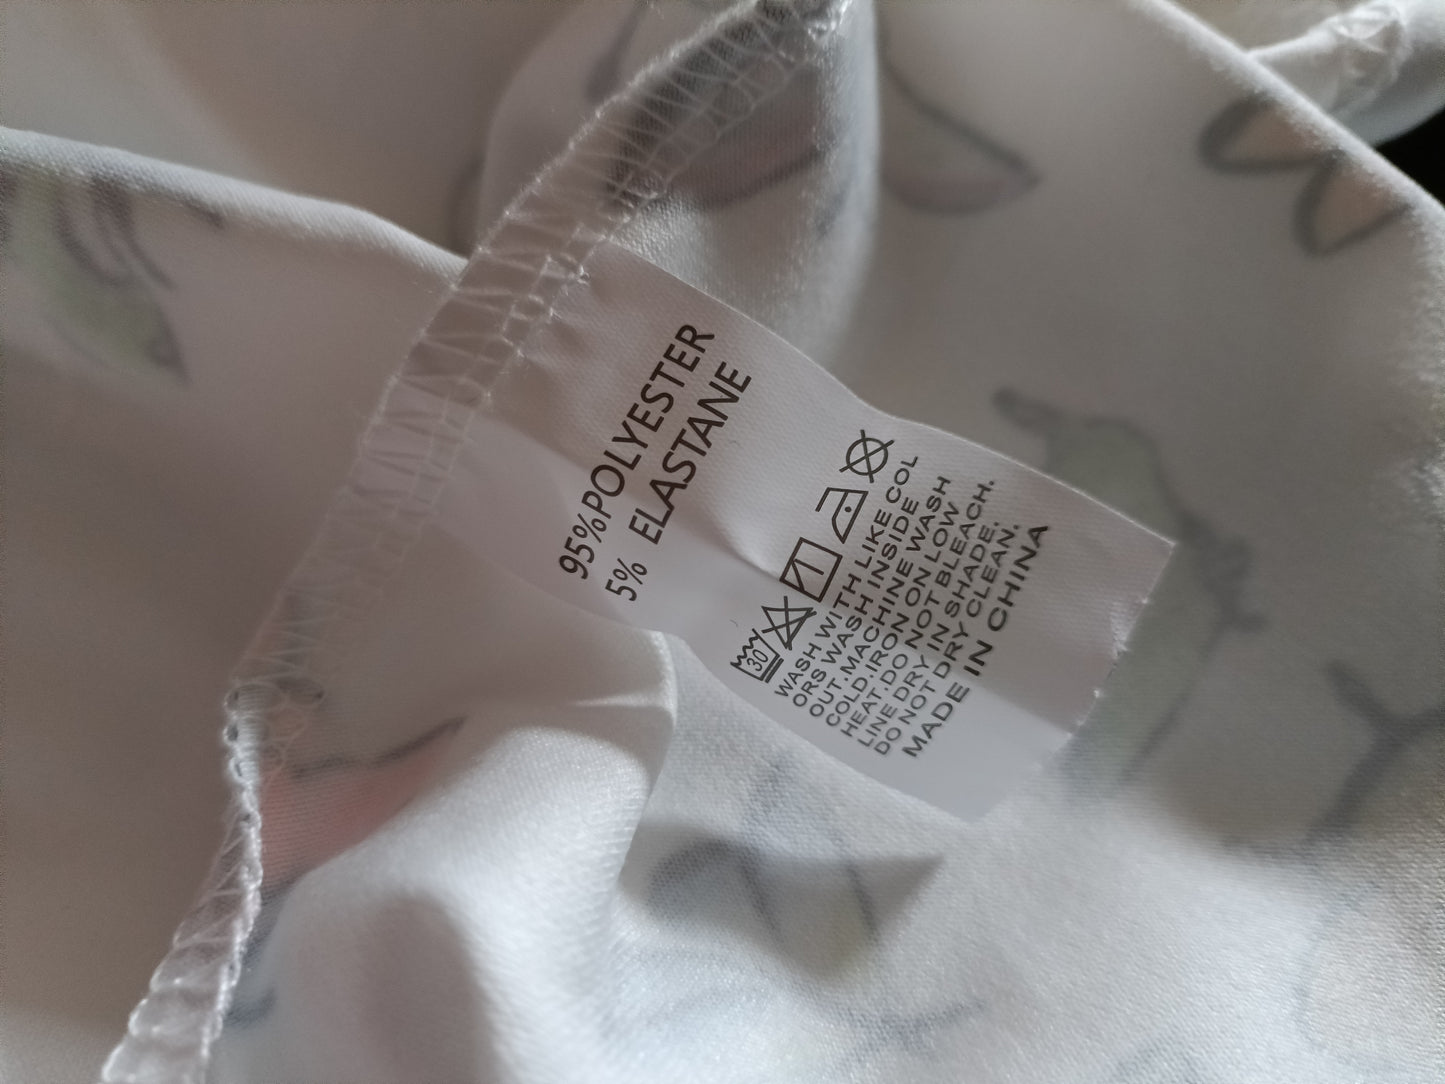 95%POLYESTER
5% ELASTANE
30
WASH WITH LIKE COL
ORS WASH INSIDE
OUT.MACHINE WASH
COLD.IRON ON LOW
HEAT.DO NOT BLEACH.
LINE DRY IN SHADE.
DO NOT DRY CLEAN.
MADE IN CHINA